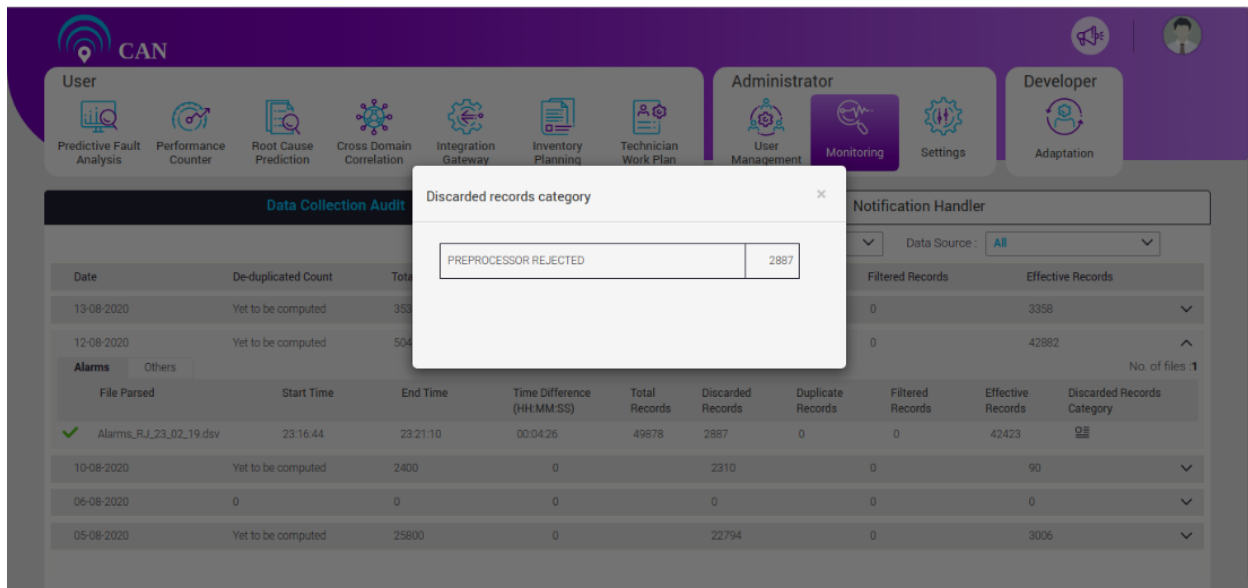 CAN
User
Administrator
Developer
Predictive Fault Analysis
Performance Counter
Root Cause Prediction
Cross Domain Correlation
Integration Gateway
Inventory Planning
Technician Work Plan
User Management
Monitoring
Settings
Adaptation
Data Collection Audit
Notification Handler
Discarded records category ×
PREPROCESSOR REJECTED 2887
Data Source : All
Date De-duplicated Count Filtered Records Effective Records
13-08-2020 Yet to be computed 0 3358
12-08-2020 Yet to be computed 0 42882
Alarms Others No. of files :1
File Parsed Start Time End Time Time Difference (HH:MM:SS) Total Records Discarded Records Duplicate Records Filtered Records Effective Records Discarded Records Category
Alarms_RJ_23_02_19.dsv 23:16:44 23:21:10 00:04:26 49878 2887 0 0 42423
10-08-2020 Yet to be computed 2400 0 2310 0 90
06-08-2020 0 0 0 0 0 0
05-08-2020 Yet to be computed 25800 0 22794 0 3006